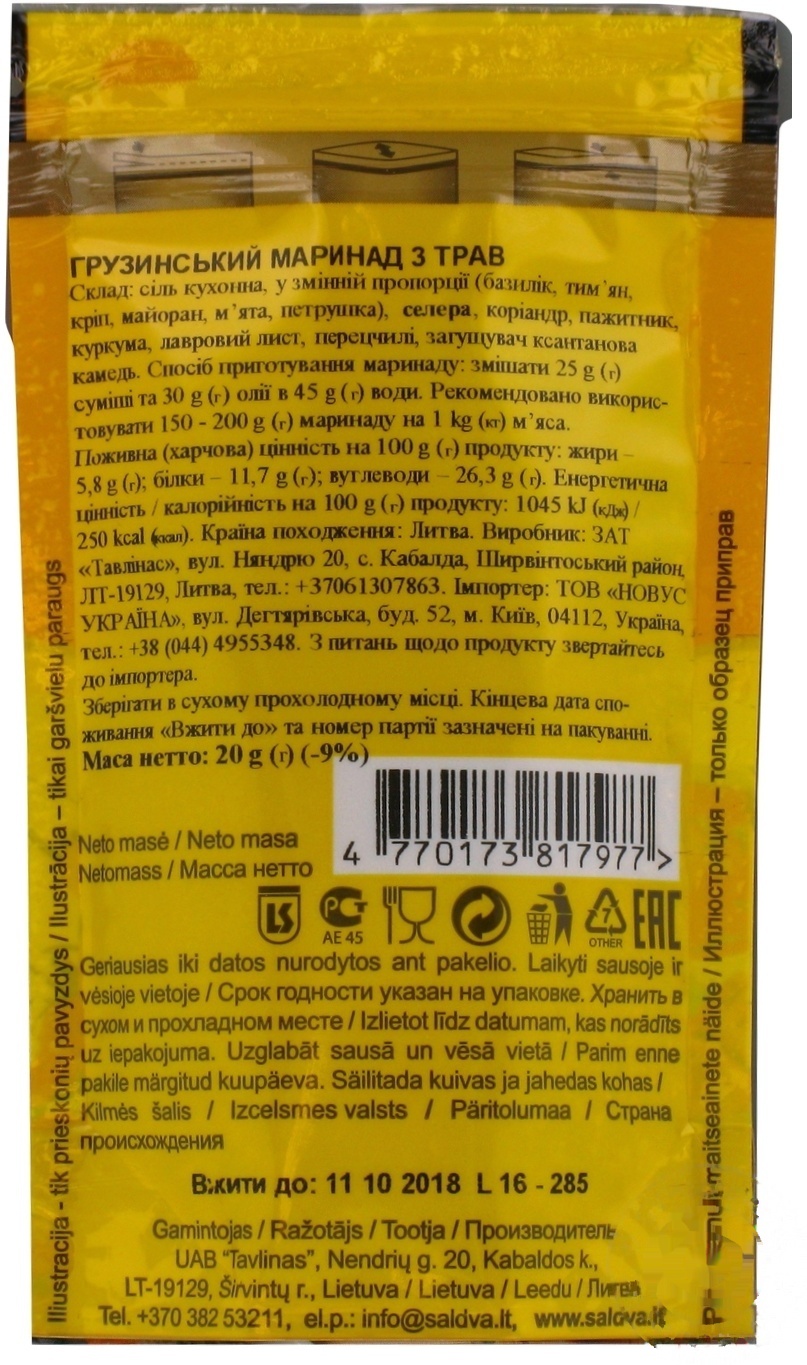 ГРУЗИНСЬКИЙ МАРИНАД З ТРАВ
Склад: сіль кухонна, у змінній пропорції (базилік, тим'ян,
кріп, майоран, м'ята, петрушка), селера, коріандр, пажитник,
куркума, лавровий лист, перецчилі, загущувач ксантанова
камедь. Спосіб приготування маринаду: змішати 25 g (г)
суміші та 30 g (г) олії в 45 g (г) води. Рекомендовано викорис-
товувати 150 - 200 g (г) маринаду на 1 kg (кг) м'яса.
Поживна (харчова) цінність на 100 g (г) продукту: жири –
5,8 g (г); білки – 11,7 g (г); вуглеводи – 26,3 g (г). Енергетична
цінність / калорійність на 100 g (г) продукту: 1045 kJ (кДж) /
250 kcal (ккал). Країна походження: Литва. Виробник: ЗАТ
«Тавлінас», вул. Няндрю 20, с. Кабалда, Ширвінтоський район,
ЛТ-19129, Литва, тел.: +37061307863. Імпортер: ТОВ «НОВУС
УКРАЇНА», вул. Дегтярівська, буд. 52, м. Київ, 04112, Україна,
тел.: +38 (044) 4955348. З питань щодо продукту звертайтесь
до імпортера.
Зберігати в сухому прохолодному місці. Кінцева дата спо-
живання «Вжити до» та номер партії зазначені на пакуванні.
Маса нетто: 20 g (г) (-9%)
4 770173 817977 >
Neto masė / Neto masa
Netomass / Масса нетто
LS
РСТ
AE 45
7
OTHER
EAC
Geriausias iki datos nurodytos ant pakelio. Laikyti sausoje ir
vėsioje vietoje / Срок годности указан на упаковке. Хранить в
сухом и прохладном месте / Izlietot līdz datumam, kas norādīts
uz iepakojuma. Uzglabāt sausā un vēsā vietā / Parim enne
pakile märgitud kuupäeva. Säilitada kuivas ja jahedas kohas /
Kilmės šalis / Izcelsmes valsts / Päritolumaa / Страна
происхождения
Вжити до: 11 10 2018 L 16 - 285
Gamintojas / Ražotājs / Tootja / Производитель
UAB "Tavlinas", Nendrių g. 20, Kabaldos k.,
LT-19129, Širvintų r., Lietuva / Lietuva / Leedu / Литва
Tel. +370 382 53211, el.p.: info@saldva.lt, www.saldva.lt
Iliustracija - tik prieskonių pavyzdys / Ilustrācija – tikai garšvielu paraugs
maitseainete näide / Иллюстрация – только образец приправ